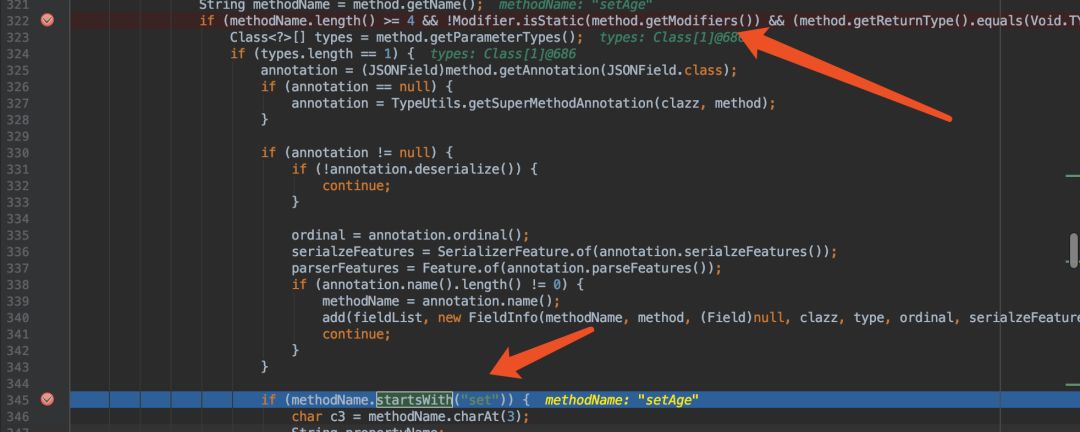 321 String methodName = method.getName(); methodName: "setAge"
322 if (methodName.length() >= 4 && !Modifier.isStatic(method.getModifiers()) && (method.getReturnType().equals(Void.TY
323 Class<?>[] types = method.getParameterTypes(); types: Class[1]@686
324 if (types.length == 1) { types: Class[1]@686
325 annotation = (JSONField)method.getAnnotation(JSONField.class);
326 if (annotation == null) {
327 annotation = TypeUtils.getSuperMethodAnnotation(clazz, method);
328 }
329
330 if (annotation != null) {
331 if (!annotation.deserialize()) {
332 continue;
333 }
334
335 ordinal = annotation.ordinal();
336 serialzeFeatures = SerializerFeature.of(annotation.serialzeFeatures());
337 parserFeatures = Feature.of(annotation.parseFeatures());
338 if (annotation.name().length() != 0) {
339 methodName = annotation.name();
340 add(fieldList, new FieldInfo(methodName, method, (Field)null, clazz, type, ordinal, serialzeFeature
341 continue;
342 }
343 }
344
345 if (methodName.startsWith("set")) { methodName: "setAge"
346 char c3 = methodName.charAt(3);
347 String propertyName;